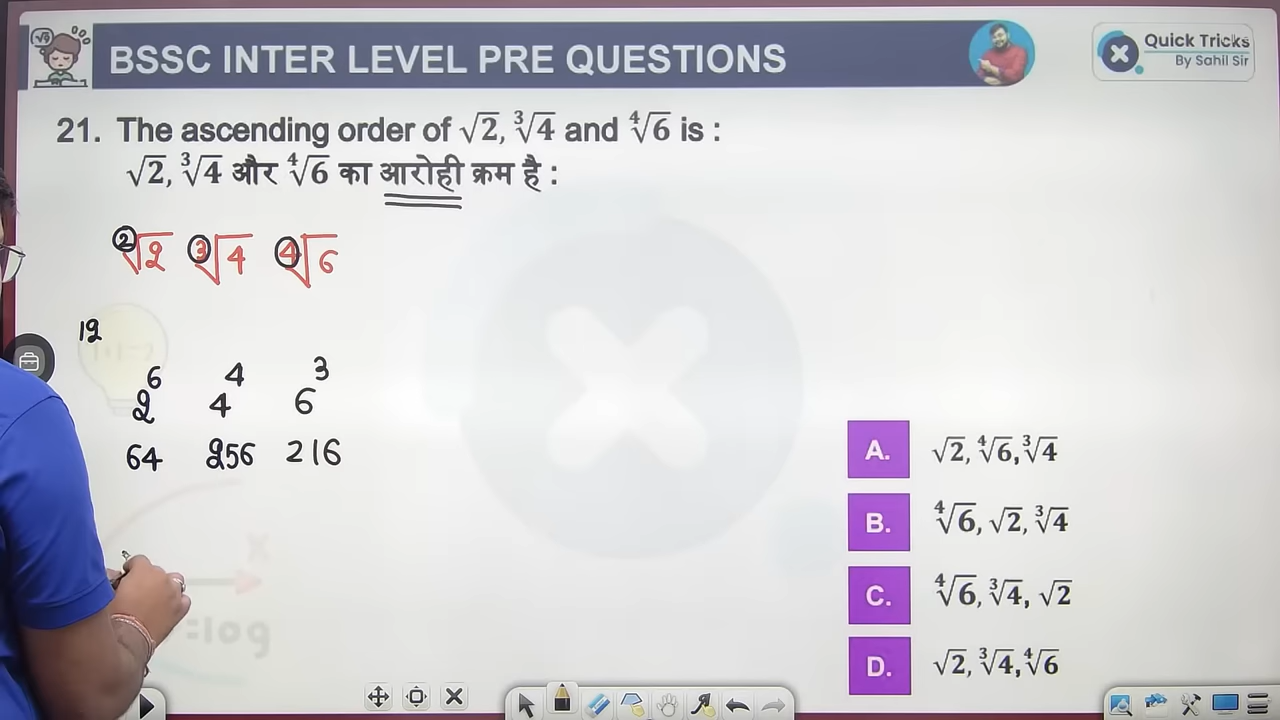 BSSC INTER LEVEL PRE QUESTIONS
Quick Tricks
By Sahil Sir
21. The ascending order of √2, ∛4 and ∜6 is :
√2, ∛4 और ∜6 का आरोही क्रम है :
②√2 ③√4 ④√6
12
2⁶ 4⁴ 6³
64 256 216
A. √2, ∜6, ∛4
B. ∜6, √2, ∛4
C. ∜6, ∛4, √2
D. √2, ∛4, ∜6
=log